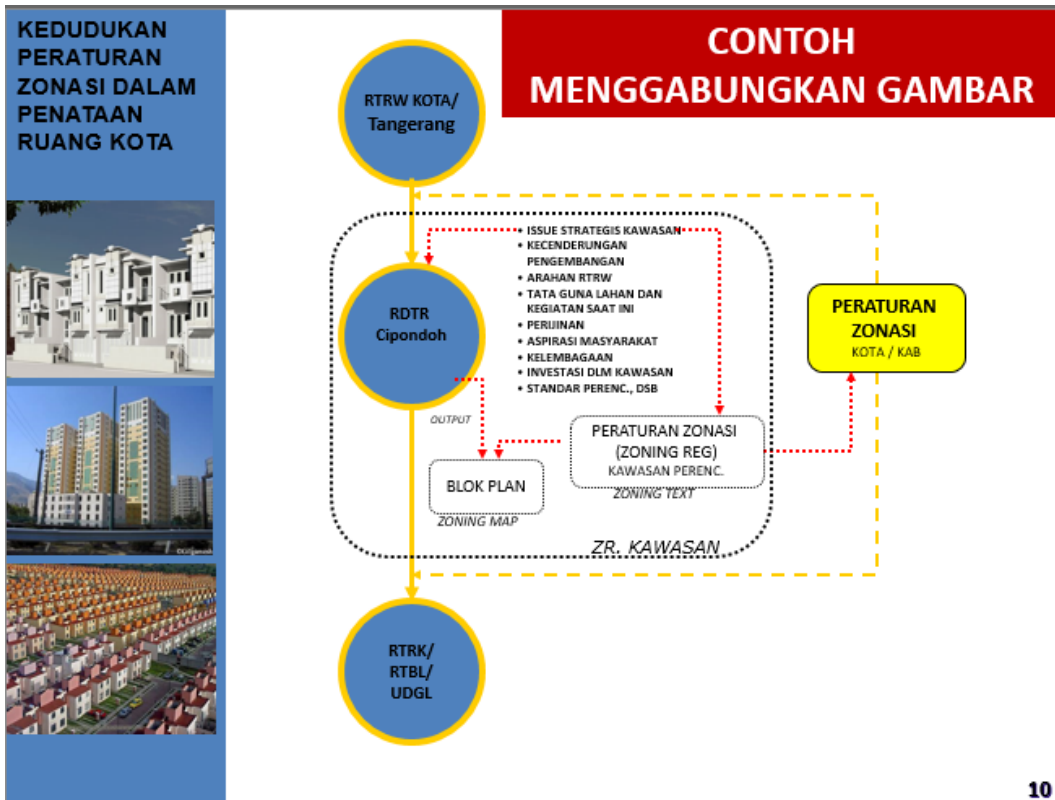 KEDUDUKAN
PERATURAN
ZONASI DALAM
PENATAAN
RUANG KOTA
CONTOH
MENGGABUNGKAN GAMBAR
RTRW KOTA/
Tangerang
• ISSUE STRATEGIS KAWASAN
• KECENDERUNGAN
PENGEMBANGAN
• ARAHAN RTRW
• TATA GUNA LAHAN DAN
KEGIATAN SAAT INI
• PERIJINAN
• ASPIRASI MASYARAKAT
• KELEMBAGAAN
• INVESTASI DLM KAWASAN
• STANDAR PERENC., DSB
RDTR
Cipondoh
PERATURAN
ZONASI
KOTA / KAB
OUTPUT
BLOK PLAN
ZONING MAP
PERATURAN ZONASI
(ZONING REG)
KAWASAN PERENC.
ZONING TEXT
ZR. KAWASAN
RTRK/
RTBL/
UDGL
10